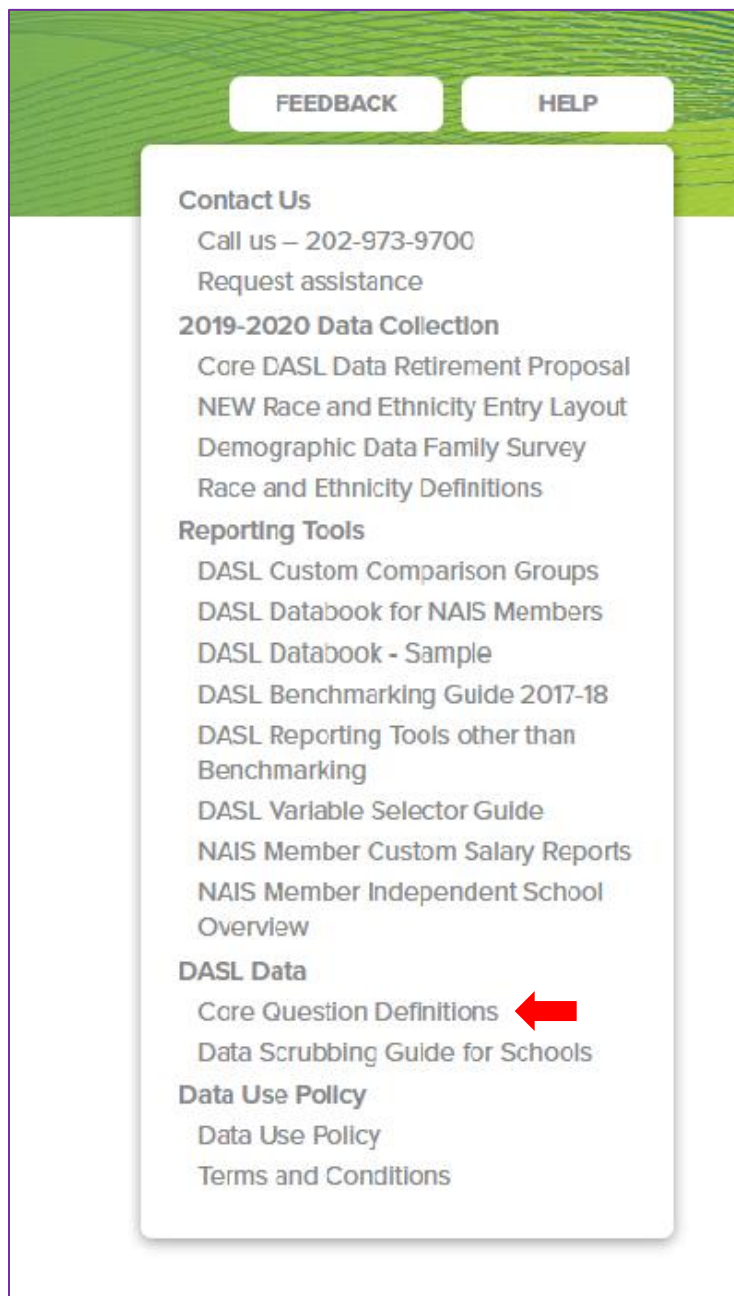 FEEDBACK HELP
Contact Us
Call us – 202-973-9700
Request assistance
2019-2020 Data Collection
Core DASL Data Retirement Proposal
NEW Race and Ethnicity Entry Layout
Demographic Data Family Survey
Race and Ethnicity Definitions
Reporting Tools
DASL Custom Comparison Groups
DASL Databook for NAIS Members
DASL Databook - Sample
DASL Benchmarking Guide 2017-18
DASL Reporting Tools other than
Benchmarking
DASL Variable Selector Guide
NAIS Member Custom Salary Reports
NAIS Member Independent School
Overview
DASL Data
Core Question Definitions
Data Scrubbing Guide for Schools
Data Use Policy
Data Use Policy
Terms and Conditions